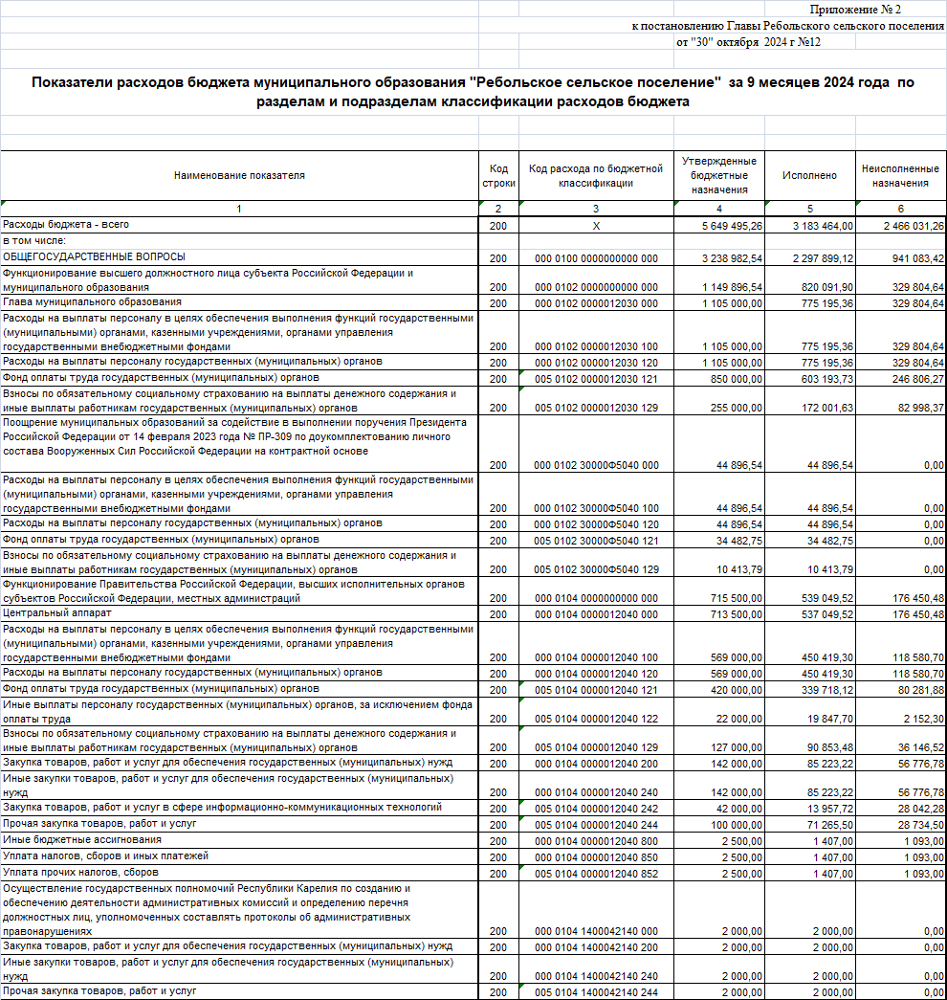 Приложение № 2
к постановлению Главы Ребольского сельского поселения
от "30" октября 2024 г №12
Показатели расходов бюджета муниципального образования "Ребольское сельское поселение" за 9 месяцев 2024 года по
разделам и подразделам классификации расходов бюджета
Наименование показателя Код строки Код расхода по бюджетной классификации Утвержденные бюджетные назначения Исполнено Неисполненные назначения
1 2 3 4 5 6
Расходы бюджета - всего 200 X 5 649 495,26 3 183 464,00 2 466 031,26
в том числе:
ОБЩЕГОСУДАРСТВЕННЫЕ ВОПРОСЫ 200 000 0100 0000000000 000 3 238 982,54 2 297 899,12 941 083,42
Функционирование высшего должностного лица субъекта Российской Федерации и
муниципального образования 200 000 0102 0000000000 000 1 149 896,54 820 091,90 329 804,64
Глава муниципального образования 200 000 0102 0000012030 000 1 105 000,00 775 195,36 329 804,64
Расходы на выплаты персоналу в целях обеспечения выполнения функций государственными
(муниципальными) органами, казенными учреждениями, органами управления
государственными внебюджетными фондами 200 000 0102 0000012030 100 1 105 000,00 775 195,36 329 804,64
Расходы на выплаты персоналу государственных (муниципальных) органов 200 000 0102 0000012030 120 1 105 000,00 775 195,36 329 804,64
Фонд оплаты труда государственных (муниципальных) органов 200 005 0102 0000012030 121 850 000,00 603 193,73 246 806,27
Взносы по обязательному социальному страхованию на выплаты денежного содержания и
иные выплаты работникам государственных (муниципальных) органов 200 005 0102 0000012030 129 255 000,00 172 001,63 82 998,37
Поощрение муниципальных образований за содействие в выполнении поручения Президента
Российской Федерации от 14 февраля 2023 года № ПР-309 по доукомплектованию личного
состава Вооруженных Сил Российской Федерации на контрактной основе
200 000 0102 30000Ф5040 000 44 896,54 44 896,54 0,00
Расходы на выплаты персоналу в целях обеспечения выполнения функций государственными
(муниципальными) органами, казенными учреждениями, органами управления
государственными внебюджетными фондами 200 000 0102 30000Ф5040 100 44 896,54 44 896,54 0,00
Расходы на выплаты персоналу государственных (муниципальных) органов 200 000 0102 30000Ф5040 120 44 896,54 44 896,54 0,00
Фонд оплаты труда государственных (муниципальных) органов 200 005 0102 30000Ф5040 121 34 482,75 34 482,75 0,00
Взносы по обязательному социальному страхованию на выплаты денежного содержания и
иные выплаты работникам государственных (муниципальных) органов 200 005 0102 30000Ф5040 129 10 413,79 10 413,79 0,00
Функционирование Правительства Российской Федерации, высших исполнительных органов
субъектов Российской Федерации, местных администраций 200 000 0104 0000000000 000 715 500,00 539 049,52 176 450,48
Центральный аппарат 200 000 0104 0000012040 000 713 500,00 537 049,52 176 450,48
Расходы на выплаты персоналу в целях обеспечения выполнения функций государственными
(муниципальными) органами, казенными учреждениями, органами управления
государственными внебюджетными фондами 200 000 0104 0000012040 100 569 000,00 450 419,30 118 580,70
Расходы на выплаты персоналу государственных (муниципальных) органов 200 000 0104 0000012040 120 569 000,00 450 419,30 118 580,70
Фонд оплаты труда государственных (муниципальных) органов 200 005 0104 0000012040 121 420 000,00 339 718,12 80 281,88
Иные выплаты персоналу государственных (муниципальных) органов, за исключением фонда
оплаты труда 200 005 0104 0000012040 122 22 000,00 19 847,70 2 152,30
Взносы по обязательному социальному страхованию на выплаты денежного содержания и
иные выплаты работникам государственных (муниципальных) органов 200 005 0104 0000012040 129 127 000,00 90 853,48 36 146,52
Закупка товаров, работ и услуг для обеспечения государственных (муниципальных) нужд 200 000 0104 0000012040 200 142 000,00 85 223,22 56 776,78
Иные закупки товаров, работ и услуг для обеспечения государственных (муниципальных)
нужд 200 000 0104 0000012040 240 142 000,00 85 223,22 56 776,78
Закупка товаров, работ и услуг в сфере информационно-коммуникационных технологий 200 005 0104 0000012040 242 42 000,00 13 957,72 28 042,28
Прочая закупка товаров, работ и услуг 200 005 0104 0000012040 244 100 000,00 71 265,50 28 734,50
Иные бюджетные ассигнования 200 000 0104 0000012040 800 2 500,00 1 407,00 1 093,00
Уплата налогов, сборов и иных платежей 200 000 0104 0000012040 850 2 500,00 1 407,00 1 093,00
Уплата прочих налогов, сборов 200 005 0104 0000012040 852 2 500,00 1 407,00 1 093,00
Осуществление государственных полномочий Республики Карелия по созданию и
обеспечению деятельности административных комиссий и определению перечня
должностных лиц, уполномоченных составлять протоколы об административных
правонарушениях 200 000 0104 1400042140 000 2 000,00 2 000,00 0,00
Закупка товаров, работ и услуг для обеспечения государственных (муниципальных) нужд 200 000 0104 1400042140 200 2 000,00 2 000,00 0,00
Иные закупки товаров, работ и услуг для обеспечения государственных (муниципальных)
нужд 200 000 0104 1400042140 240 2 000,00 2 000,00 0,00
Прочая закупка товаров, работ и услуг 200 005 0104 1400042140 244 2 000,00 2 000,00 0,00